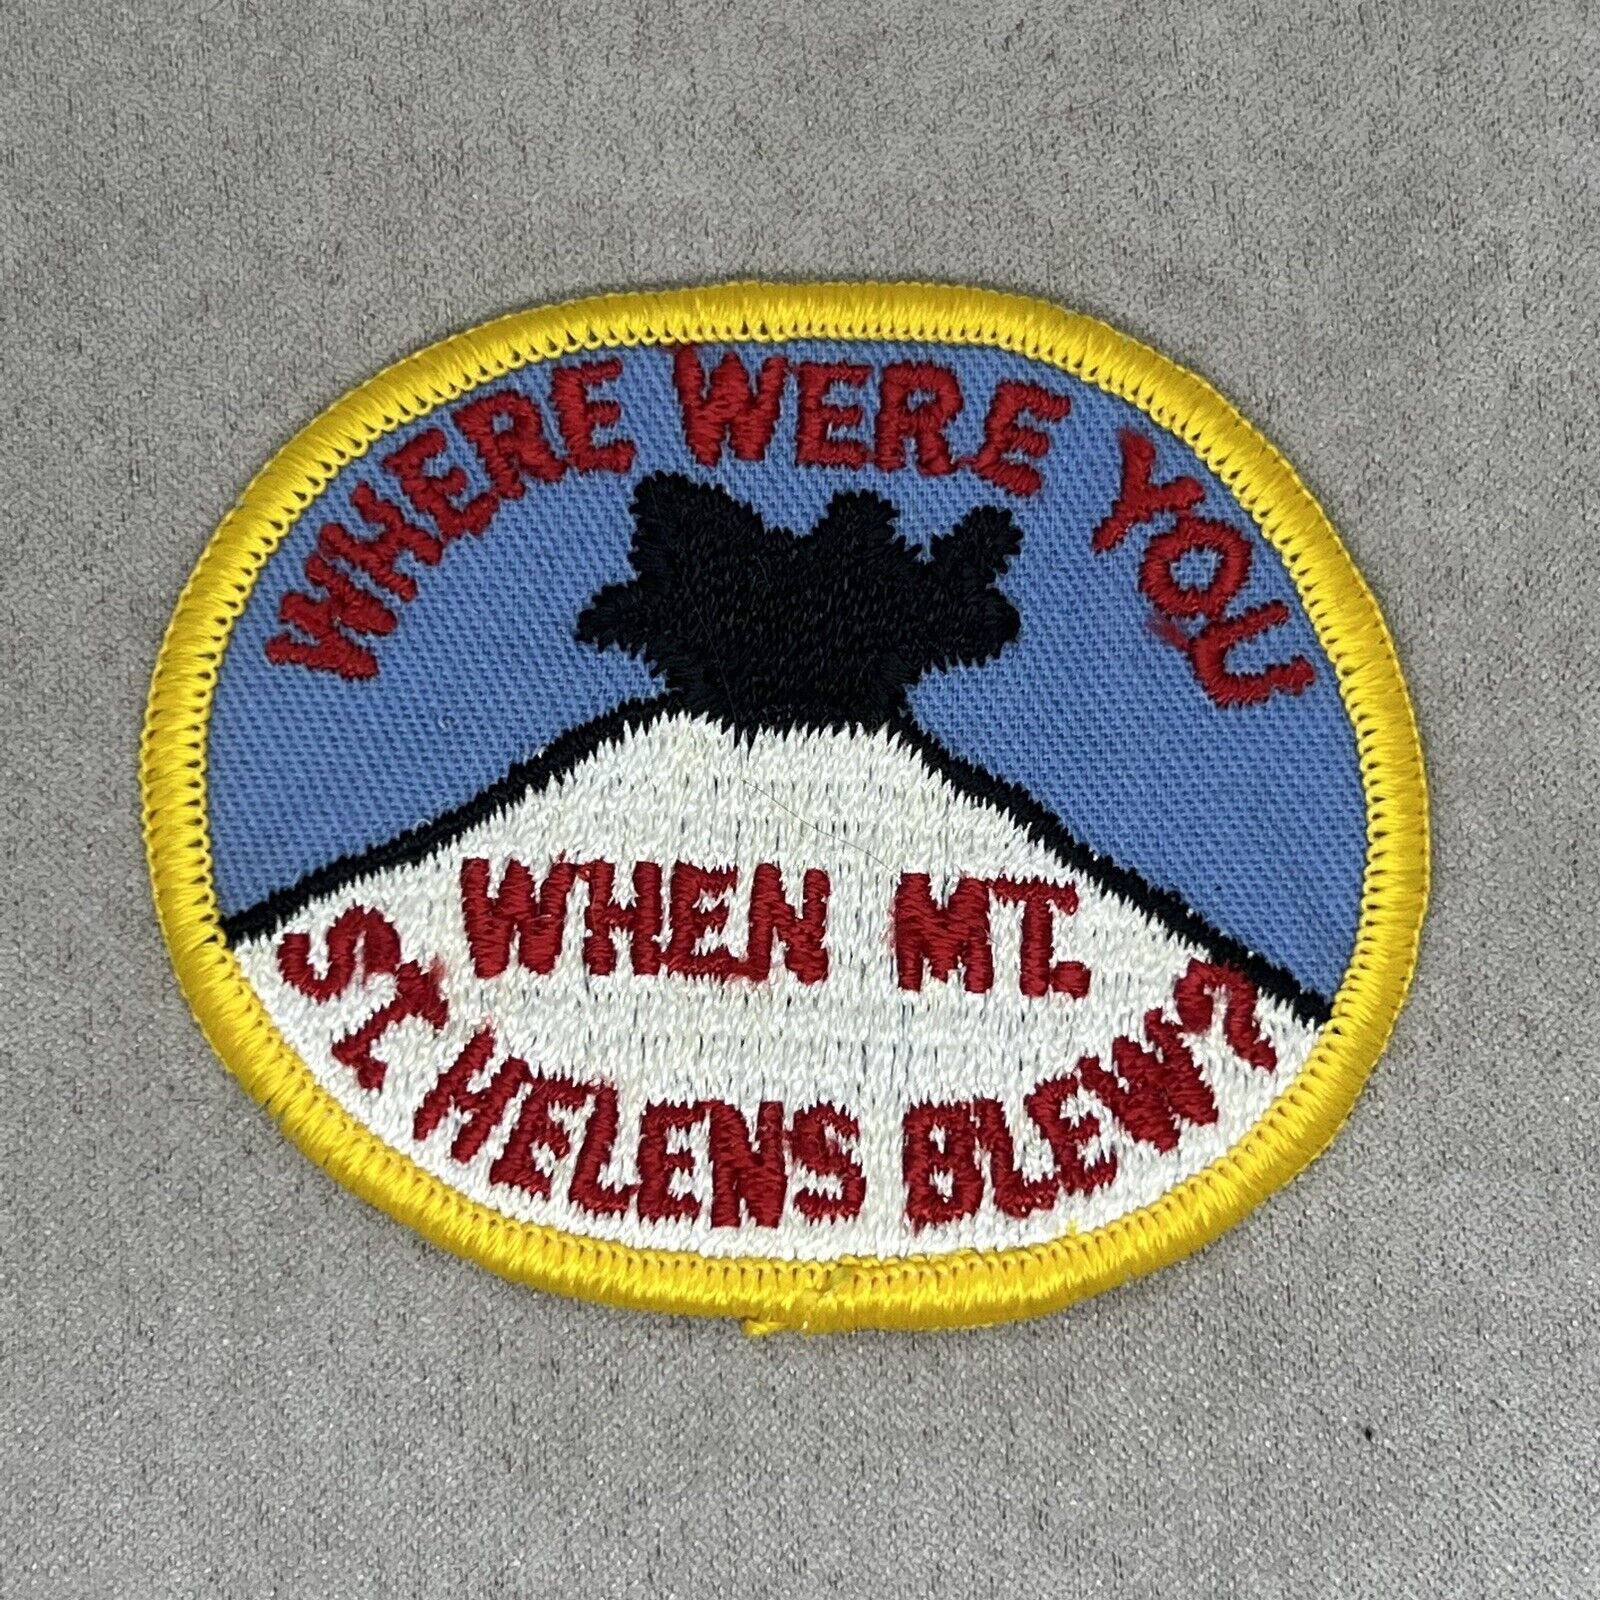 WHERE WERE YOU
WHEN MT.
ST. HELENS BLEW?